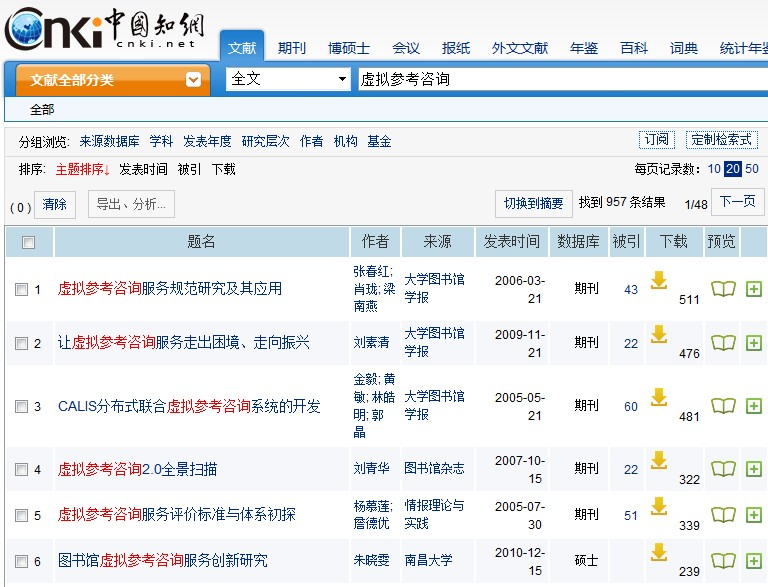 cnki 中國知網
cnki.net
文献 期刊 博硕士 会议 报纸 外文文献 年鉴 百科 词典 统计年鉴
文献全部分类 全文 虚拟参考咨询
全部
分组浏览: 来源数据库 学科 发表年度 研究层次 作者 机构 基金 订阅 定制检索式
排序: 主题排序↓ 发表时间 被引 下载 每页记录数: 10 20 50
(0) 清除 导出、分析... 切换到摘要 找到 957 条结果 1/48 下一页
题名 作者 来源 发表时间 数据库 被引 下载 预览
1 虚拟参考咨询服务规范研究及其应用 张春红; 肖珑; 梁南燕 大学图书馆学报 2006-03-21 期刊 43 511
2 让虚拟参考咨询服务走出困境、走向振兴 刘素清 大学图书馆学报 2009-11-21 期刊 22 476
3 CALIS分布式联合虚拟参考咨询系统的开发 金毅; 黄敏; 林皓明; 郭晶 大学图书馆学报 2005-05-21 期刊 60 481
4 虚拟参考咨询2.0全景扫描 刘青华 图书馆杂志 2007-10-15 期刊 22 322
5 虚拟参考咨询服务评价标准与体系初探 杨慕莲; 詹德优 情报理论与实践 2005-07-30 期刊 51 339
6 图书馆虚拟参考咨询服务创新研究 朱晓雯 南昌大学 2010-12-15 硕士 239